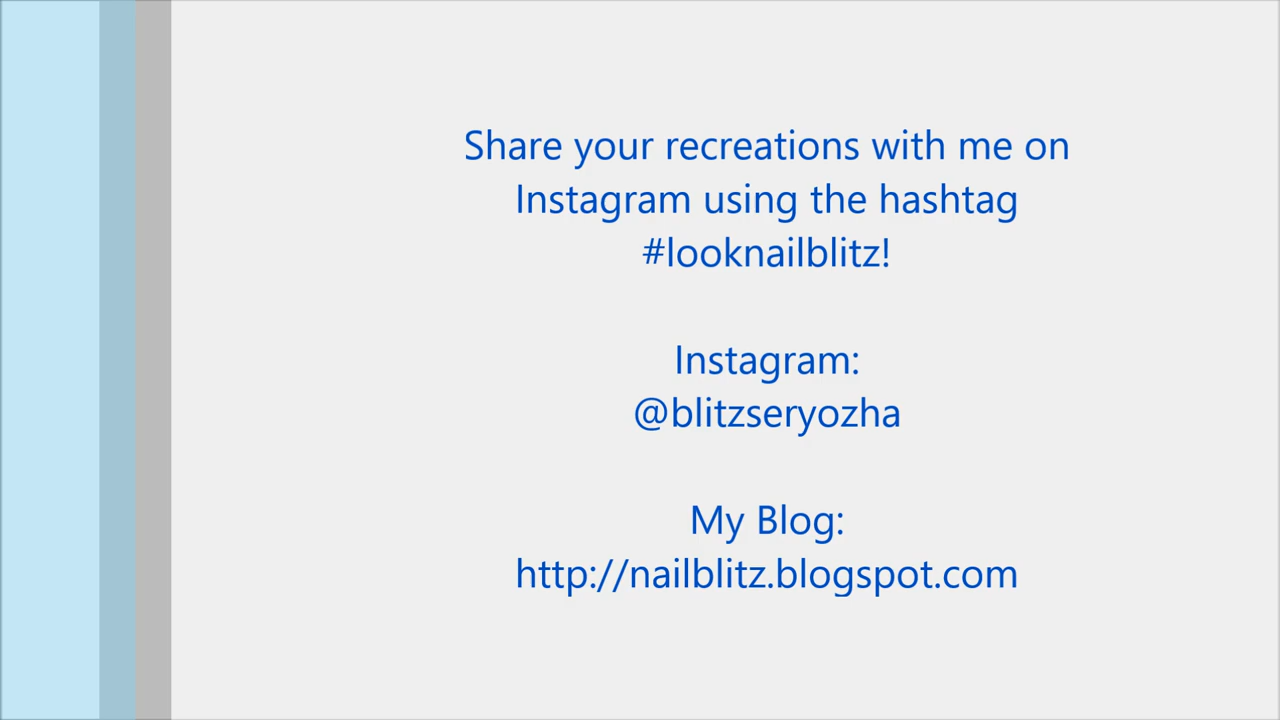 Share your recreations with me on
Instagram using the hashtag
#looknailblitz!
Instagram:
@blitzseryozha
My Blog:
http://nailblitz.blogspot.com